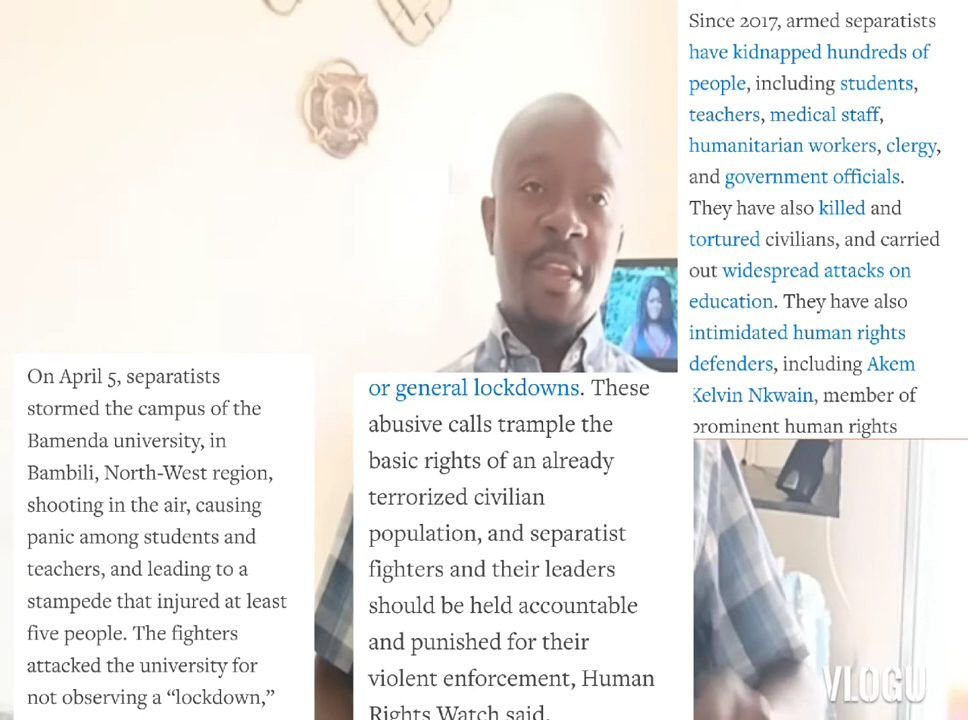 On April 5, separatists
stormed the campus of the
Bamenda university, in
Bambili, North-West region,
shooting in the air, causing
panic among students and
teachers, and leading to a
stampede that injured at least
five people. The fighters
attacked the university for
not observing a “lockdown,”
or general lockdowns. These
abusive calls trample the
basic rights of an already
terrorized civilian
population, and separatist
fighters and their leaders
should be held accountable
and punished for their
violent enforcement, Human
Rights Watch said.
Since 2017, armed separatists
have kidnapped hundreds of
people, including students,
teachers, medical staff,
humanitarian workers, clergy,
and government officials.
They have also killed and
tortured civilians, and carried
out widespread attacks on
education. They have also
intimidated human rights
defenders, including Akem
Kelvin Nkwain, member of
prominent human rights
VLOGU